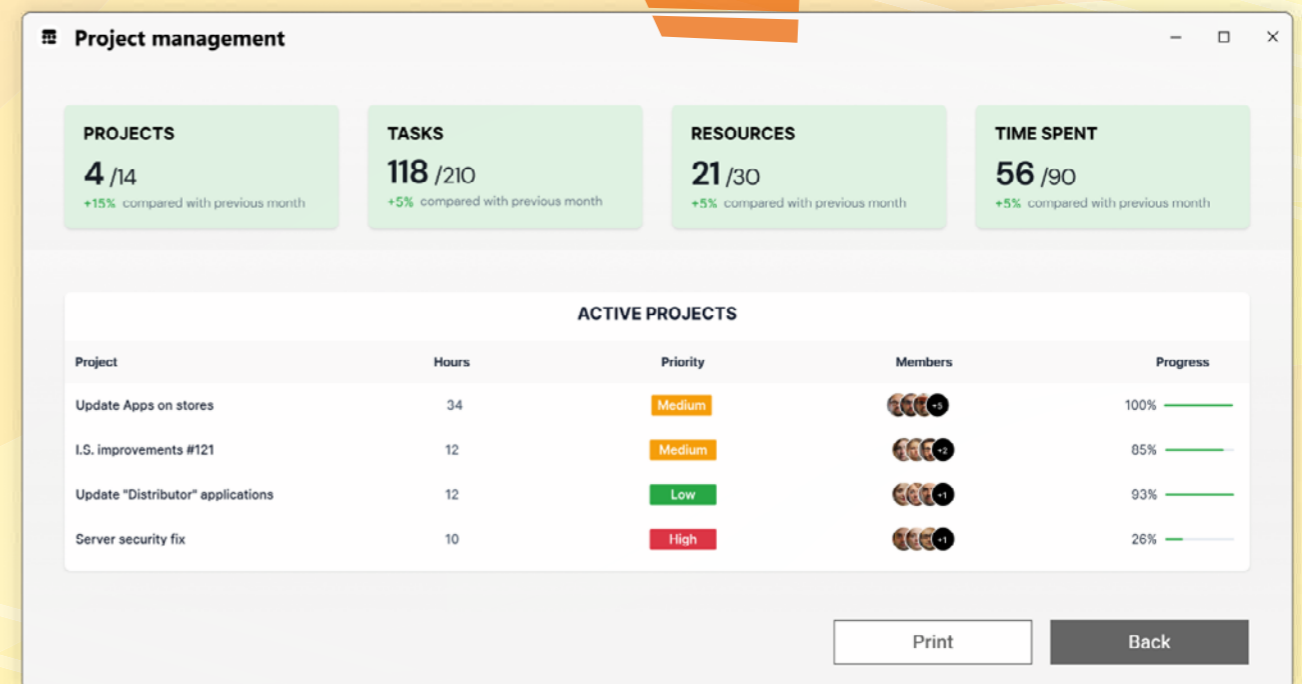 Project management
PROJECTS
4 /14
+15% compared with previous month
TASKS
118 /210
+5% compared with previous month
RESOURCES
21 /30
+5% compared with previous month
TIME SPENT
56 /90
+5% compared with previous month
ACTIVE PROJECTS
Project Hours Priority Members Progress
Update Apps on stores 34 Medium +5 100%
I.S. improvements #121 12 Medium +2 85%
Update "Distributor" applications 12 Low +1 93%
Server security fix 10 High +1 26%
Print Back